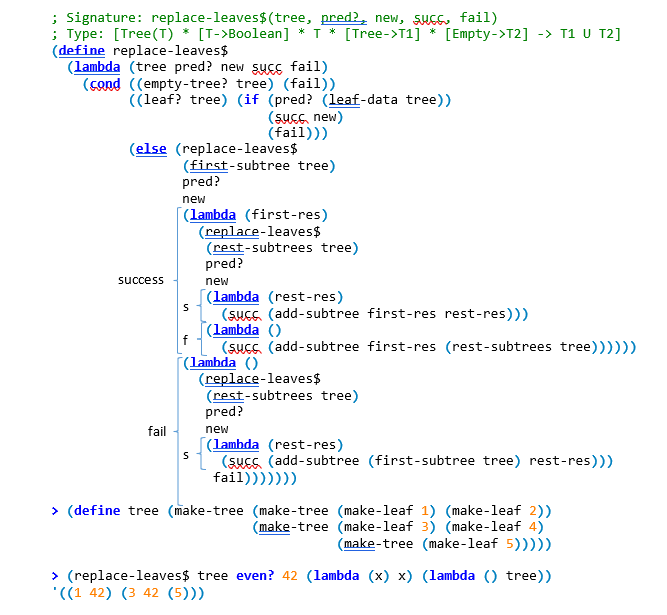 ; Signature: replace-leaves$(tree, pred?, new, succ, fail)
; Type: [Tree(T) * [T->Boolean] * T * [Tree->T1] * [Empty->T2] -> T1 U T2]
(define replace-leaves$
(lambda (tree pred? new succ fail)
(cond ((empty-tree? tree) (fail))
((leaf? tree) (if (pred? (leaf-data tree))
(succ new)
(fail)))
(else (replace-leaves$
(first-subtree tree)
pred?
new
(lambda (first-res)
(replace-leaves$
(rest-subtrees tree)
pred?
success
new
(lambda (rest-res)
s
(succ (add-subtree first-res rest-res)))
(lambda ()
f
(succ (add-subtree first-res (rest-subtrees tree))))))
(lambda ()
(replace-leaves$
(rest-subtrees tree)
pred?
fail
new
(lambda (rest-res)
s
(succ (add-subtree (first-subtree tree) rest-res)))
fail)))))))
> (define tree (make-tree (make-tree (make-leaf 1) (make-leaf 2))
(make-tree (make-leaf 3) (make-leaf 4)
(make-tree (make-leaf 5)))))
> (replace-leaves$ tree even? 42 (lambda (x) x) (lambda () tree))
'((1 42) (3 42 (5)))